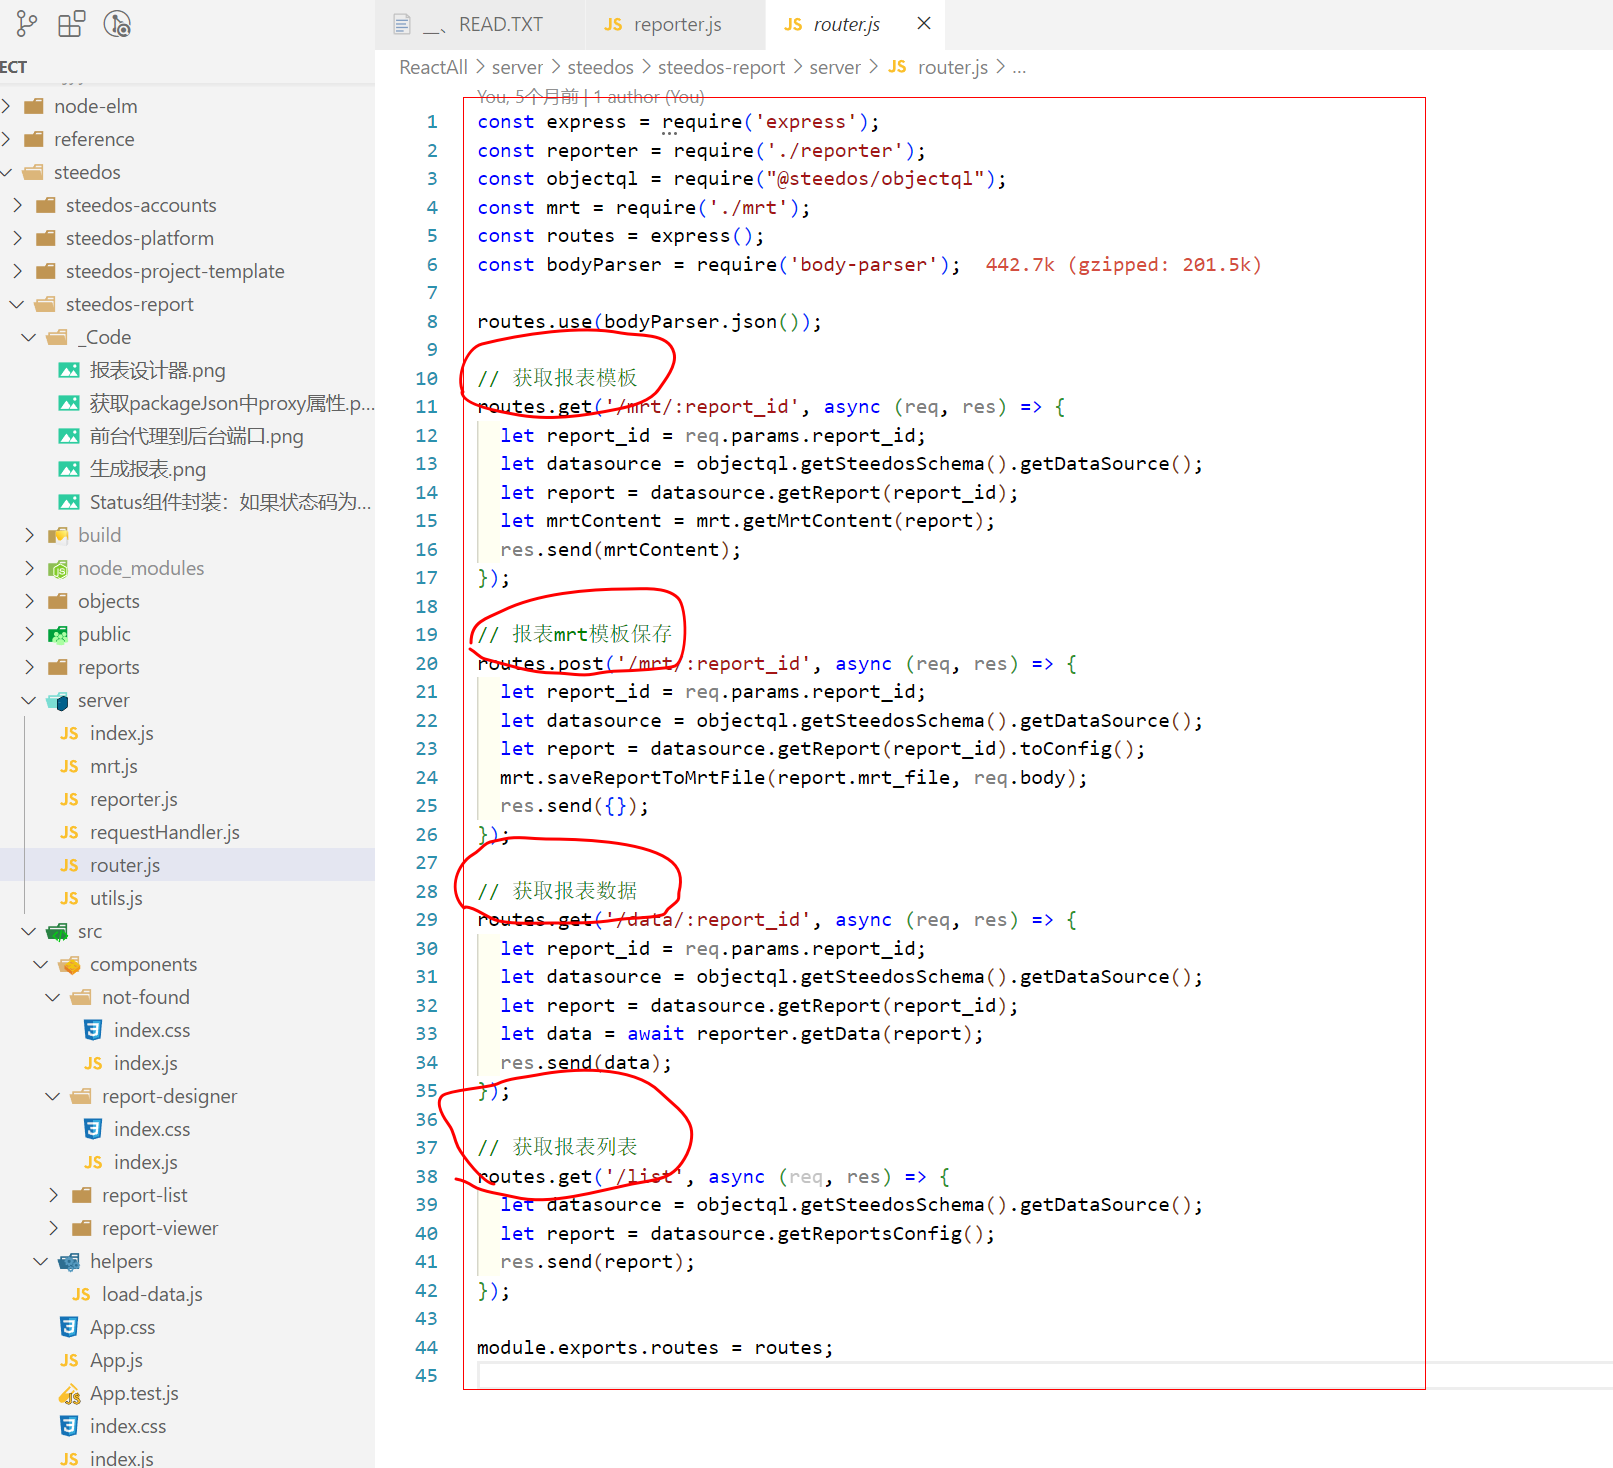 __、READ.TXT
JS reporter.js
JS router.js
ECT
ReactAll > server > steedos > steedos-report > server > JS router.js > ...
node-elm
reference
steedos
steedos-accounts
steedos-platform
steedos-project-template
steedos-report
_Code
报表设计器.png
获取packageJson中proxy属性.p...
前台代理到后台端口.png
生成报表.png
Status组件封装：如果状态码为...
build
node_modules
objects
public
reports
server
JS index.js
JS mrt.js
JS reporter.js
JS requestHandler.js
JS router.js
JS utils.js
src
components
not-found
index.css
JS index.js
report-designer
index.css
JS index.js
report-list
report-viewer
helpers
JS load-data.js
App.css
JS App.js
App.test.js
index.css
JS index.js
You, 5个月前 | 1 author (You)
1 const express = require('express');
2 const reporter = require('./reporter');
3 const objectql = require("@steedos/objectql");
4 const mrt = require('./mrt');
5 const routes = express();
6 const bodyParser = require('body-parser'); 442.7k (gzipped: 201.5k)
7
8 routes.use(bodyParser.json());
9
10 // 获取报表模板
11 routes.get('/mrt/:report_id', async (req, res) => {
12 let report_id = req.params.report_id;
13 let datasource = objectql.getSteedosSchema().getDataSource();
14 let report = datasource.getReport(report_id);
15 let mrtContent = mrt.getMrtContent(report);
16 res.send(mrtContent);
17 });
18
19 // 报表mrt模板保存
20 routes.post('/mrt/:report_id', async (req, res) => {
21 let report_id = req.params.report_id;
22 let datasource = objectql.getSteedosSchema().getDataSource();
23 let report = datasource.getReport(report_id).toConfig();
24 mrt.saveReportToMrtFile(report.mrt_file, req.body);
25 res.send({});
26 });
27
28 // 获取报表数据
29 routes.get('/data/:report_id', async (req, res) => {
30 let report_id = req.params.report_id;
31 let datasource = objectql.getSteedosSchema().getDataSource();
32 let report = datasource.getReport(report_id);
33 let data = await reporter.getData(report);
34 res.send(data);
35 });
36
37 // 获取报表列表
38 routes.get('/list', async (req, res) => {
39 let datasource = objectql.getSteedosSchema().getDataSource();
40 let report = datasource.getReportsConfig();
41 res.send(report);
42 });
43
44 module.exports.routes = routes;
45